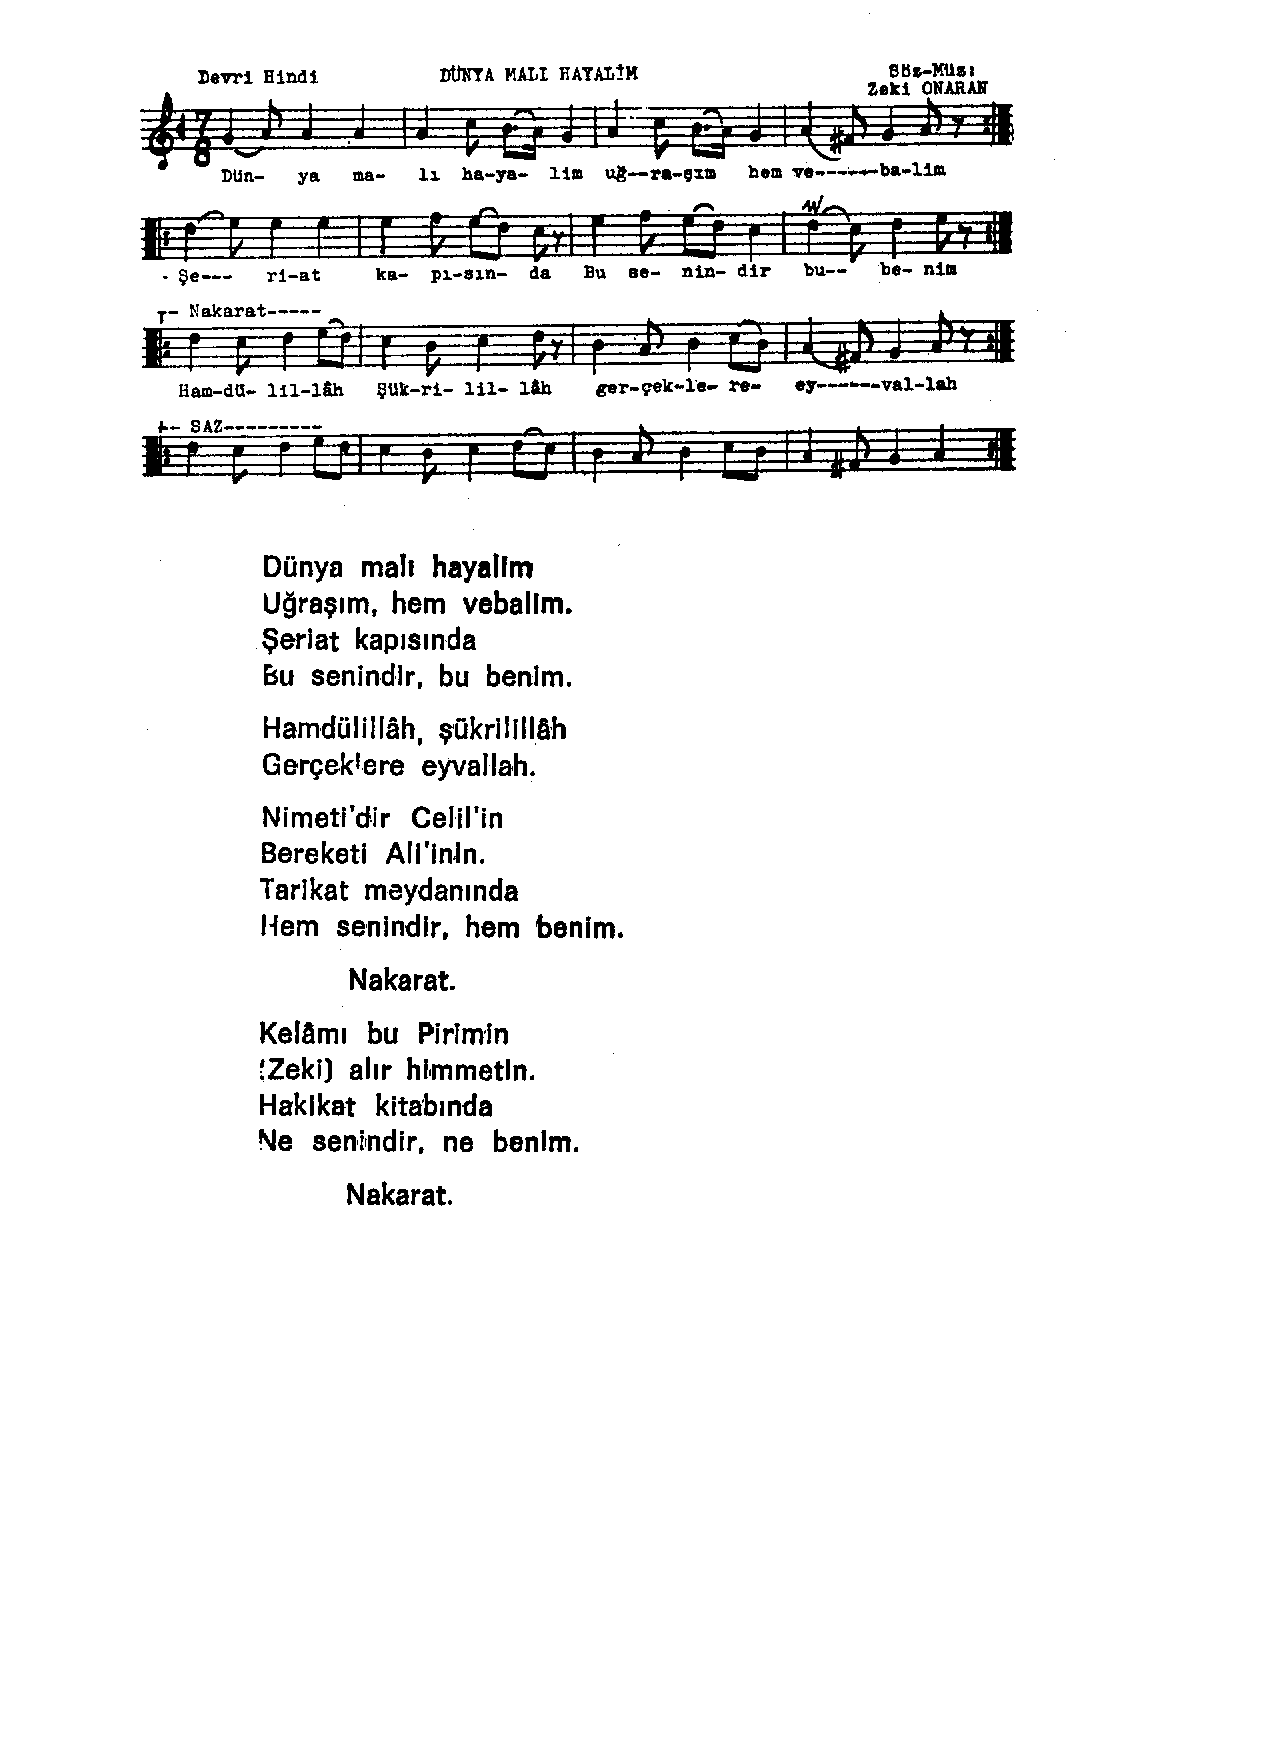 Devri Hindi DÜNYA MALI HAYALİM Söz-Müz:
Zeki ONARAN
7
8
Dün- ya ma- lı ha-ya- lim uğ--ra-şım hem ve------ba-lim
- Şe--- ri-at ka- pı-sın- da Bu se- nin- dir bu-- be- nim
Nakarat-----
Ham-dü- lil-lâh Şük-ri- lil- lâh ger-çek-le- re- ey------val-lah
SAZ---------
Dünya malı hayalim
Uğraşım, hem vebalim.
Şeriat kapısında
Bu senindir, bu benim.
Hamdülillâh, şükrilillâh
Gerçeklere eyvallah.
Nimeti'dir Celil'in
Bereketi Ali'inin.
Tarikat meydanında
Hem senindir, hem benim.
Nakarat.
Kelâmı bu Pirimin
(Zeki) alır himmetin.
Hakikat kitabında
Ne senindir, ne benim.
Nakarat.